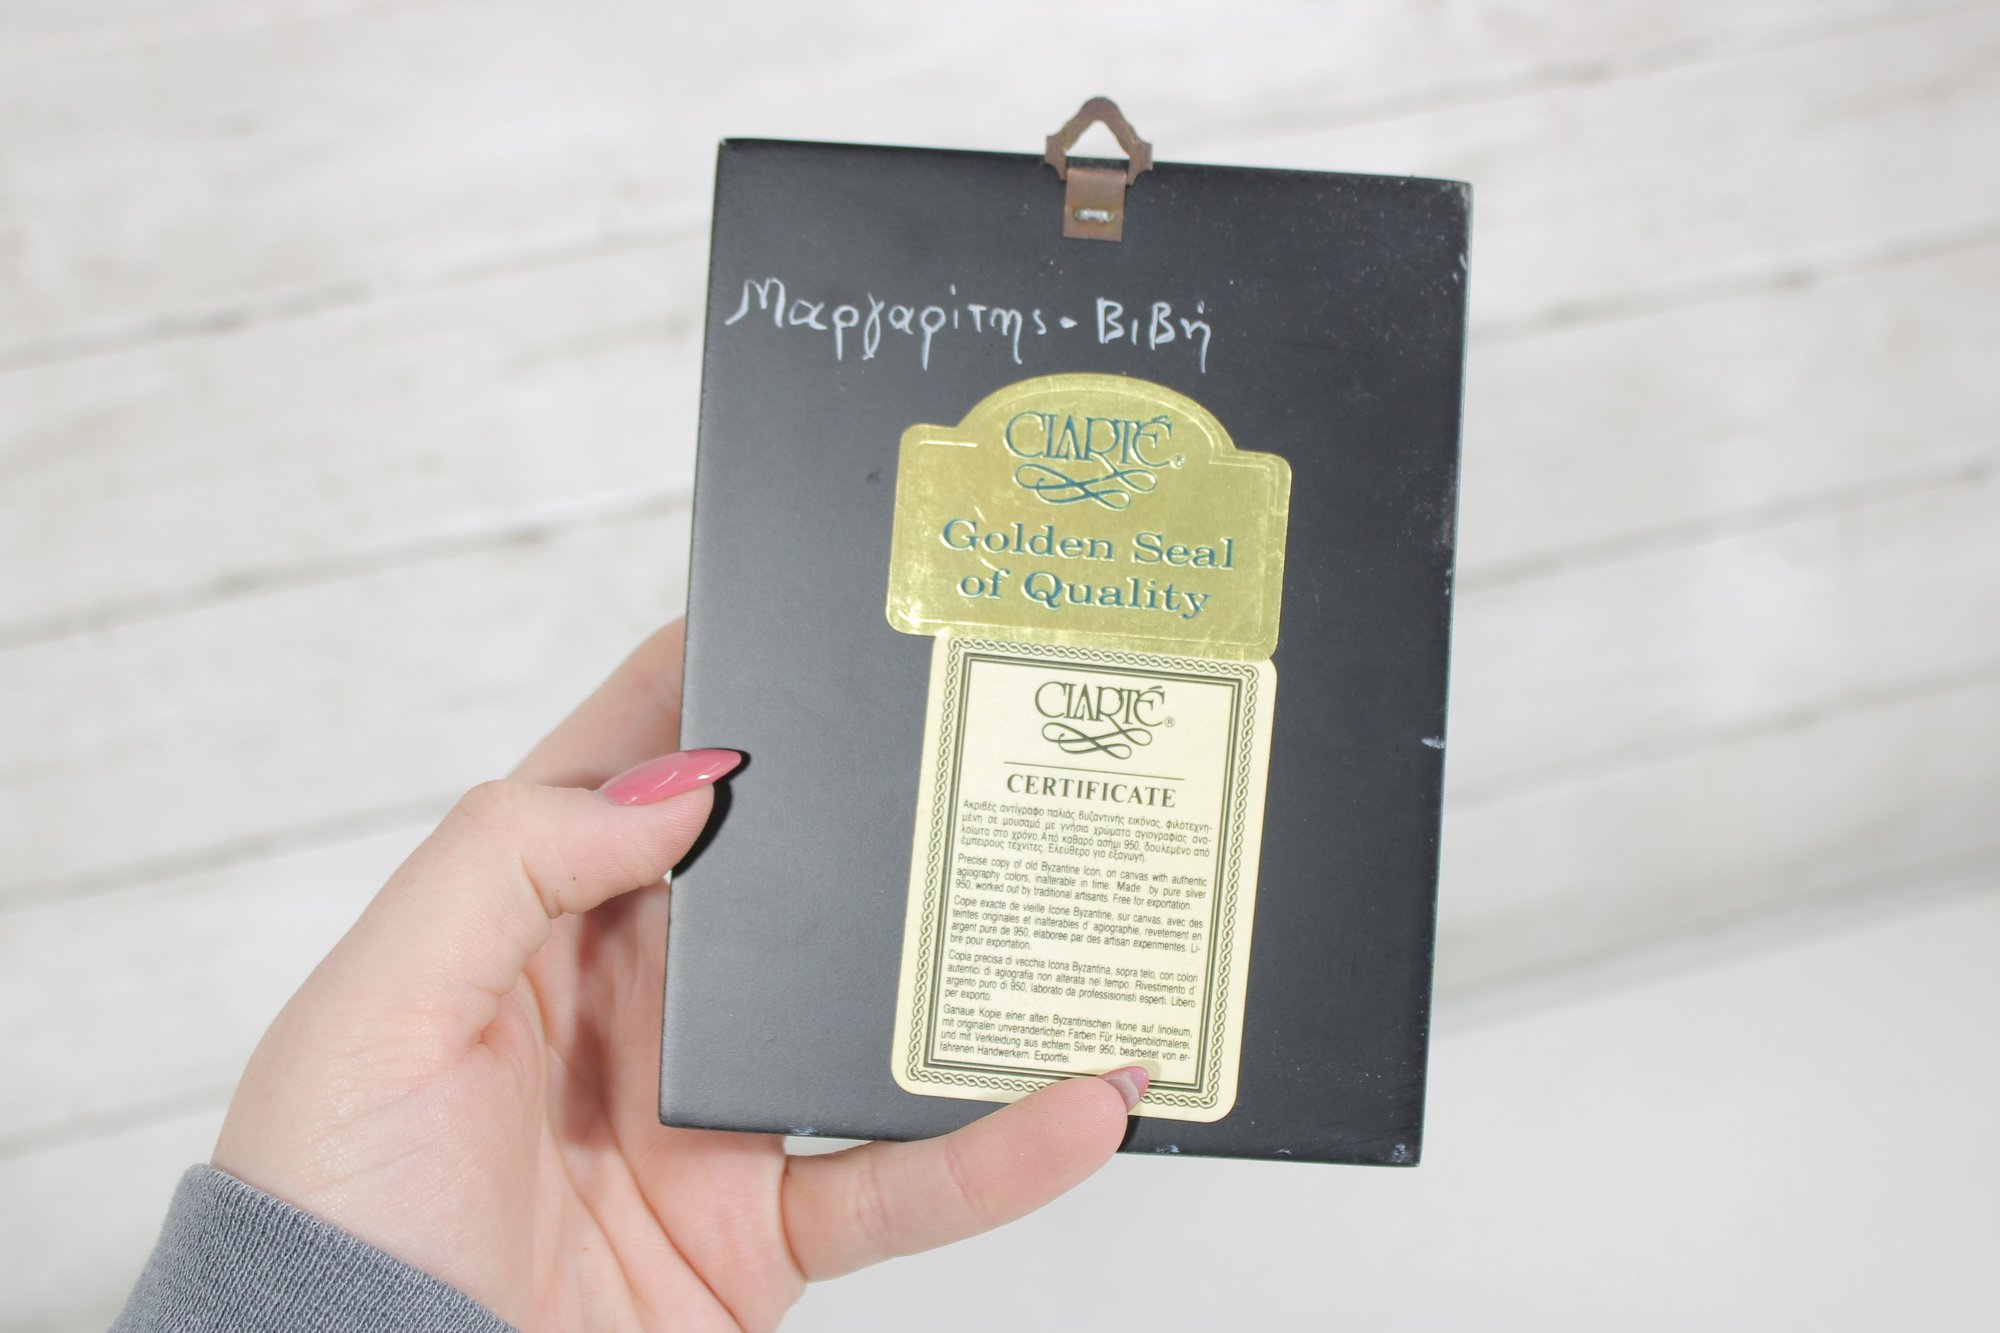 Μαργαρίτης - Βιβή
CLARTÉ®
Golden Seal
of Quality
CLARTÉ®
CERTIFICATE
Ακριβές αντίγραφο παλιάς βυζαντινής εικόνας, φιλοτεχνη-
μένη σε μουσαμά με γνήσια χρώματα αγιογραφίας ανα-
λοίωτα στο χρόνο. Από καθαρό ασήμι 950, δουλεμένο από
έμπειρους τεχνίτες. Ελεύθερο για εξαγωγή.
Precise copy of old Byzantine Icon, on canvas with authentic
agiography colors, inalterable in time. Made by pure silver
950, worked out by traditional artisants. Free for exportation.
Copie exacte de vieille Icone Byzantine, sur canvas, avec des
teintes originales et inalterables d' agiographie, revetement en
argent pure de 950, elaboree par des artisan experimentes. Li-
bre pour exportation.
Copia precisa di vecchia Icona Byzantina, sopra telo, con colori
autentici di agiografia non alterata nel tempo. Rivestimento d'
argento puro di 950, laborato da professisionisti esperti. Libero
per exporto.
Ganaue Kopie einer alten Byzantinischen Ikone auf linoleum,
mit originalen unveranderlichen Farben Für Heiligenbildmalerei,
und mit Verkleidung aus echtem Silver 950, bearbeitet von er-
fahrenen Handwerkern. Exportfei.